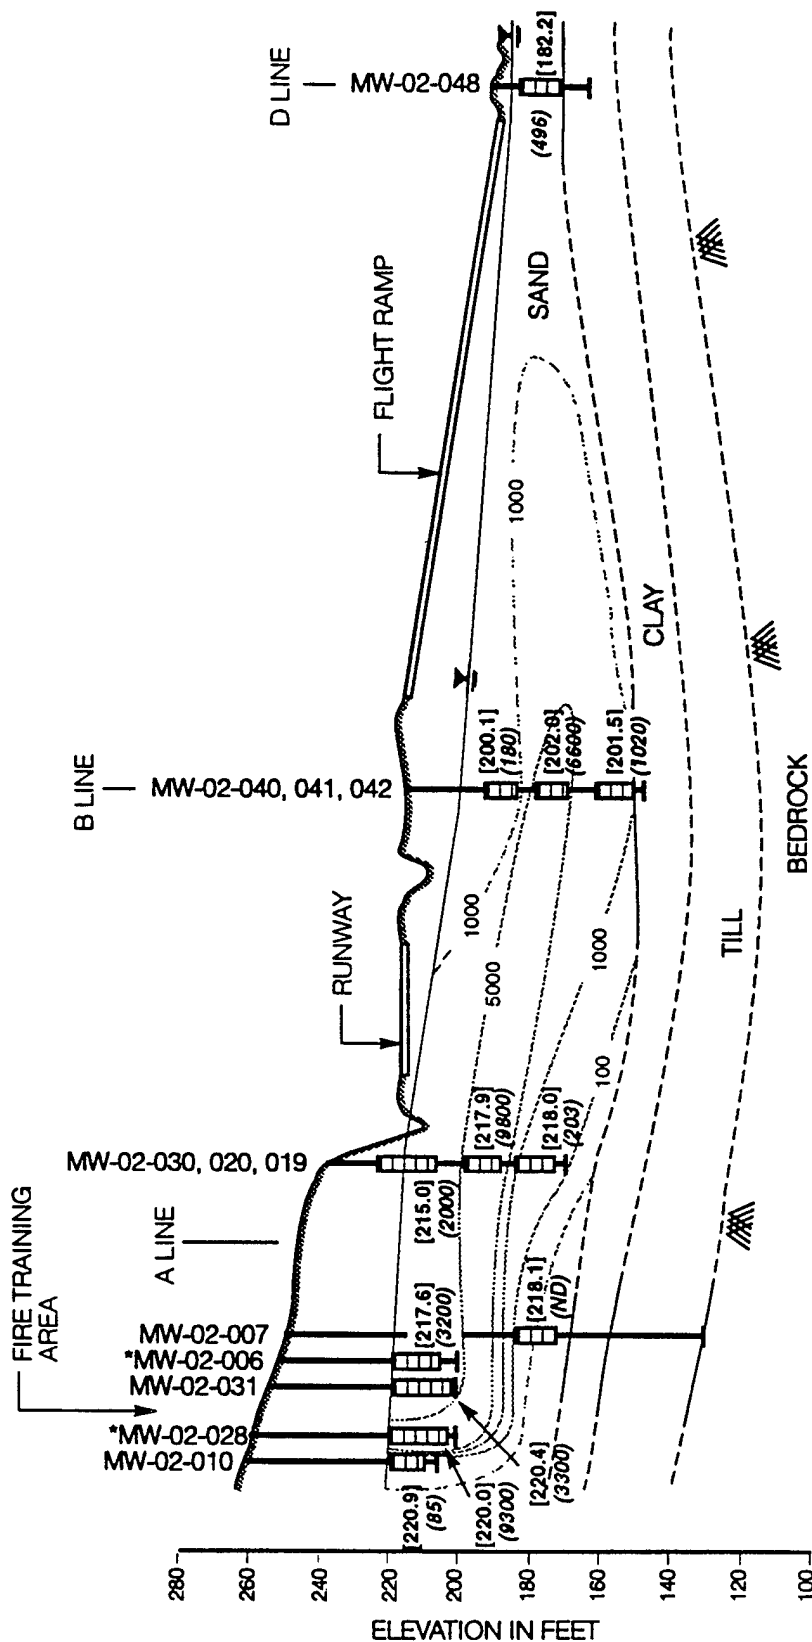 D LINE
MW-02-048
[182.2]
(496)
FLIGHT RAMP
SAND
1000
CLAY
B LINE
MW-02-040, 041, 042
[200.1]
(180)
[202.0]
(6600)
[201.5]
(1020)
BEDROCK
RUNWAY
1000
5000
1000
TILL
100
MW-02-030, 020, 019
[217.9]
(9800)
[218.0]
(203)
[215.0]
(2000)
A LINE
FIRE TRAINING
AREA
MW-02-007
*MW-02-006
MW-02-031
*MW-02-028
MW-02-010
[217.6]
(3200)
[218.1]
(ND)
[220.9]
(85)
[220.0]
(9300)
[220.4]
(3300)
280
260
240
220
200
180
160
140
120
100
ELEVATION IN FEET